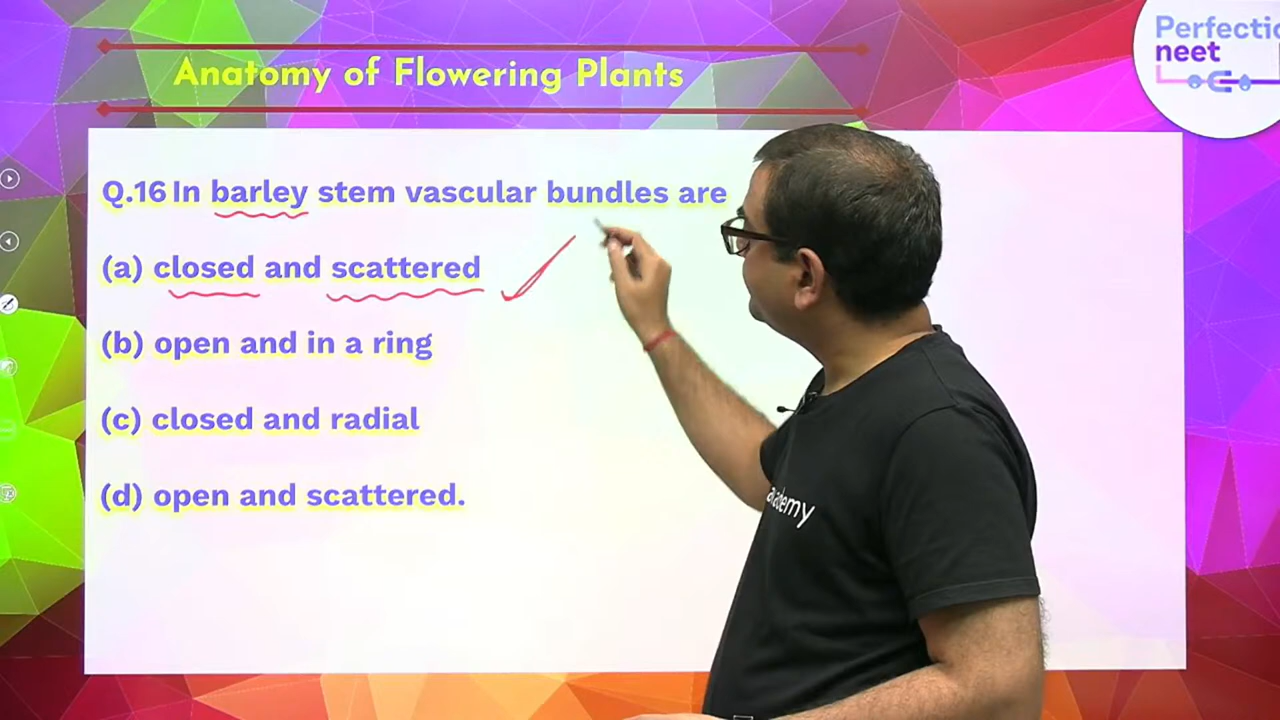 Anatomy of Flowering Plants
Perfectio
neet
Q.16 In barley stem vascular bundles are
(a) closed and scattered
(b) open and in a ring
(c) closed and radial
(d) open and scattered.
academy